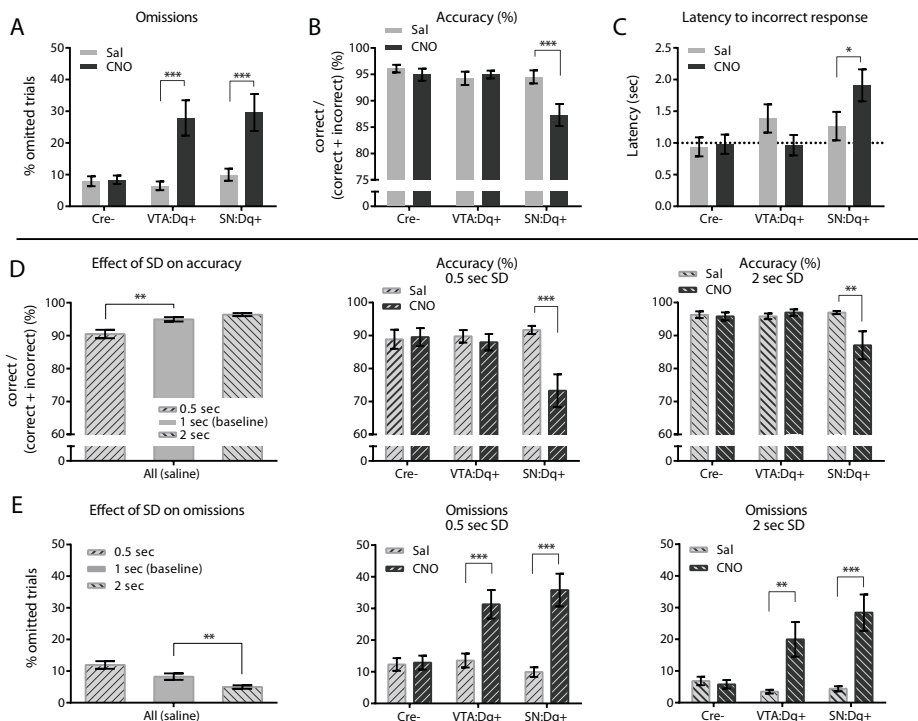 A
Omissions
Sal
CNO
***
***
% omitted trials
50
40
30
20
10
0
Cre-
VTA:Dq+
SN:Dq+
B
Accuracy (%)
Sal
CNO
***
correct /
(correct + incorrect) (%)
100
95
90
85
80
75
5
0
Cre-
VTA:Dq+
SN:Dq+
C
Latency to incorrect response
Sal
CNO
*
Latency (sec)
2.5
2.0
1.5
1.0
0.5
0.0
Cre-
VTA:Dq+
SN:Dq+
D
Effect of SD on accuracy
**
correct /
(correct + incorrect) (%)
100
90
80
70
60
5
0
0.5 sec
1 sec (baseline)
2 sec
All (saline)
Accuracy (%)
0.5 sec SD
Sal
CNO
***
100
90
80
70
60
5
0
Cre-
VTA:Dq+
SN:Dq+
Accuracy (%)
2 sec SD
Sal
CNO
**
100
90
80
70
60
5
0
Cre-
VTA:Dq+
SN:Dq+
E
Effect of SD on omissions
0.5 sec
1 sec (baseline)
2 sec
**
% omitted trials
50
40
30
20
10
0
All (saline)
Omissions
0.5 sec SD
Sal
CNO
***
***
50
40
30
20
10
0
Cre-
VTA:Dq+
SN:Dq+
Omissions
2 sec SD
Sal
CNO
**
***
50
40
30
20
10
0
Cre-
VTA:Dq+
SN:Dq+